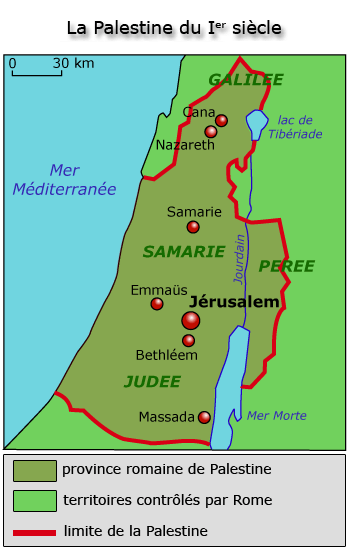 La Palestine du Ier siècle
0 30 km
GALILEE
Cana
lac de
Tibériade
Nazareth
Mer
Méditerranée
Samarie
Jourdain
SAMARIE
PEREE
Emmaüs
Jérusalem
Bethléem
JUDEE
Massada
Mer Morte
province romaine de Palestine
territoires contrôlés par Rome
limite de la Palestine